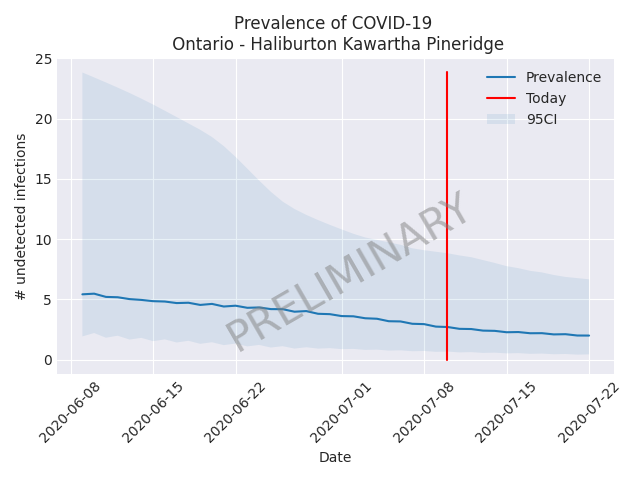 Prevalence of COVID-19
Ontario - Haliburton Kawartha Pineridge
25
20
15
10
5
0
# undetected infections
Prevalence
Today
95CI
PRELIMINARY
2020-06-08
2020-06-15
2020-06-22
2020-07-01
2020-07-08
2020-07-15
2020-07-22
Date